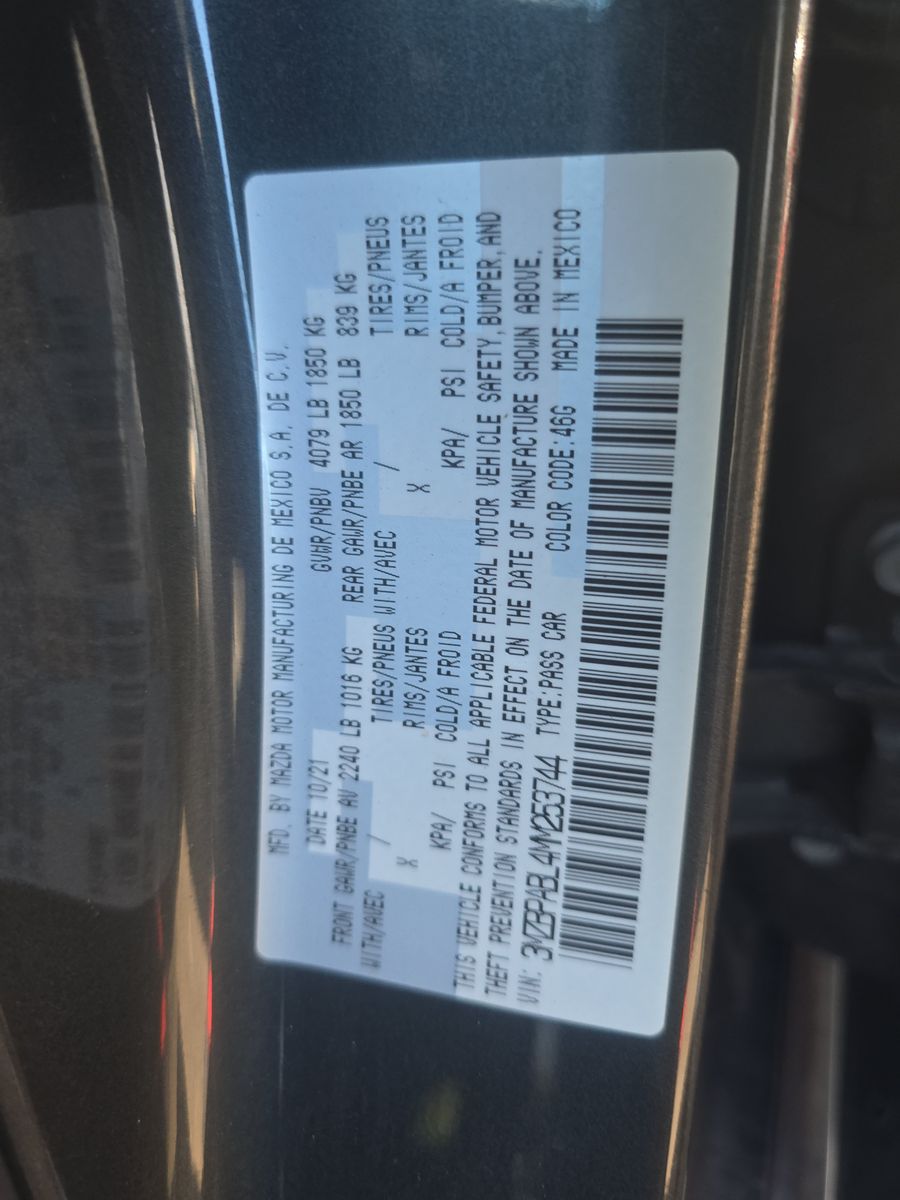 MFD. BY MAZDA MOTOR MANUFACTURING DE MEXICO S.A. DE C.V.
DATE 10/21 GVWR/PNBV 4079 LB 1850 KG
FRONT GAWR/PNBE AV 2240 LB 1016 KG REAR GAWR/PNBE AR 1850 LB 839 KG
WITH/AVEC / TIRES/PNEUS WITH/AVEC / TIRES/PNEUS
X RIMS/JANTES X RIMS/JANTES
KPA/ PSI COLD/A FROID KPA/ PSI COLD/A FROID
THIS VEHICLE CONFORMS TO ALL APPLICABLE FEDERAL MOTOR VEHICLE SAFETY, BUMPER, AND
THEFT PREVENTION STANDARDS IN EFFECT ON THE DATE OF MANUFACTURE SHOWN ABOVE.
VIN: 3MZBPABL4MM253744 TYPE:PASS CAR COLOR CODE:46G MADE IN MEXICO